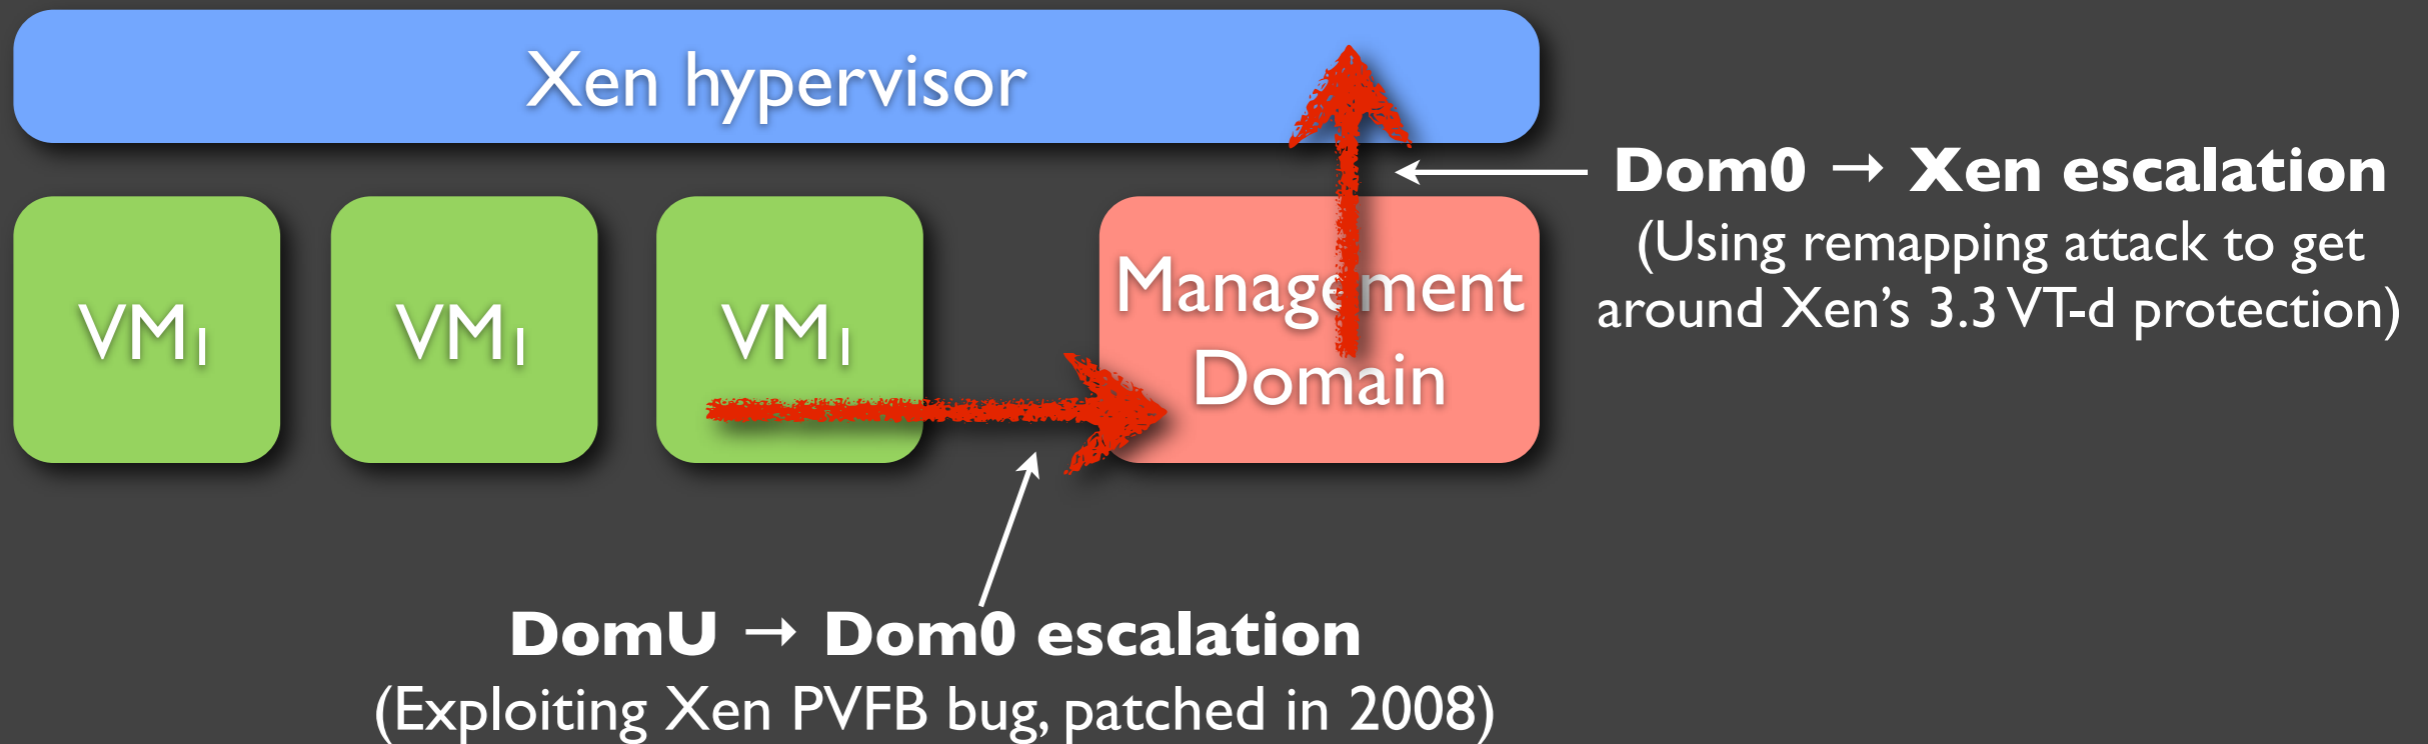 Xen hypervisor
Dom0 → Xen escalation
(Using remapping attack to get
around Xen's 3.3 VT-d protection)
VM1
VM1
VM1
Management
Domain
DomU → Dom0 escalation
(Exploiting Xen PVFB bug, patched in 2008)